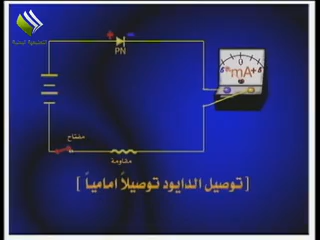 + -
PN
mA
مفتاح
مقاومة
[ توصيل الدايود توصيلاً امامياً ]